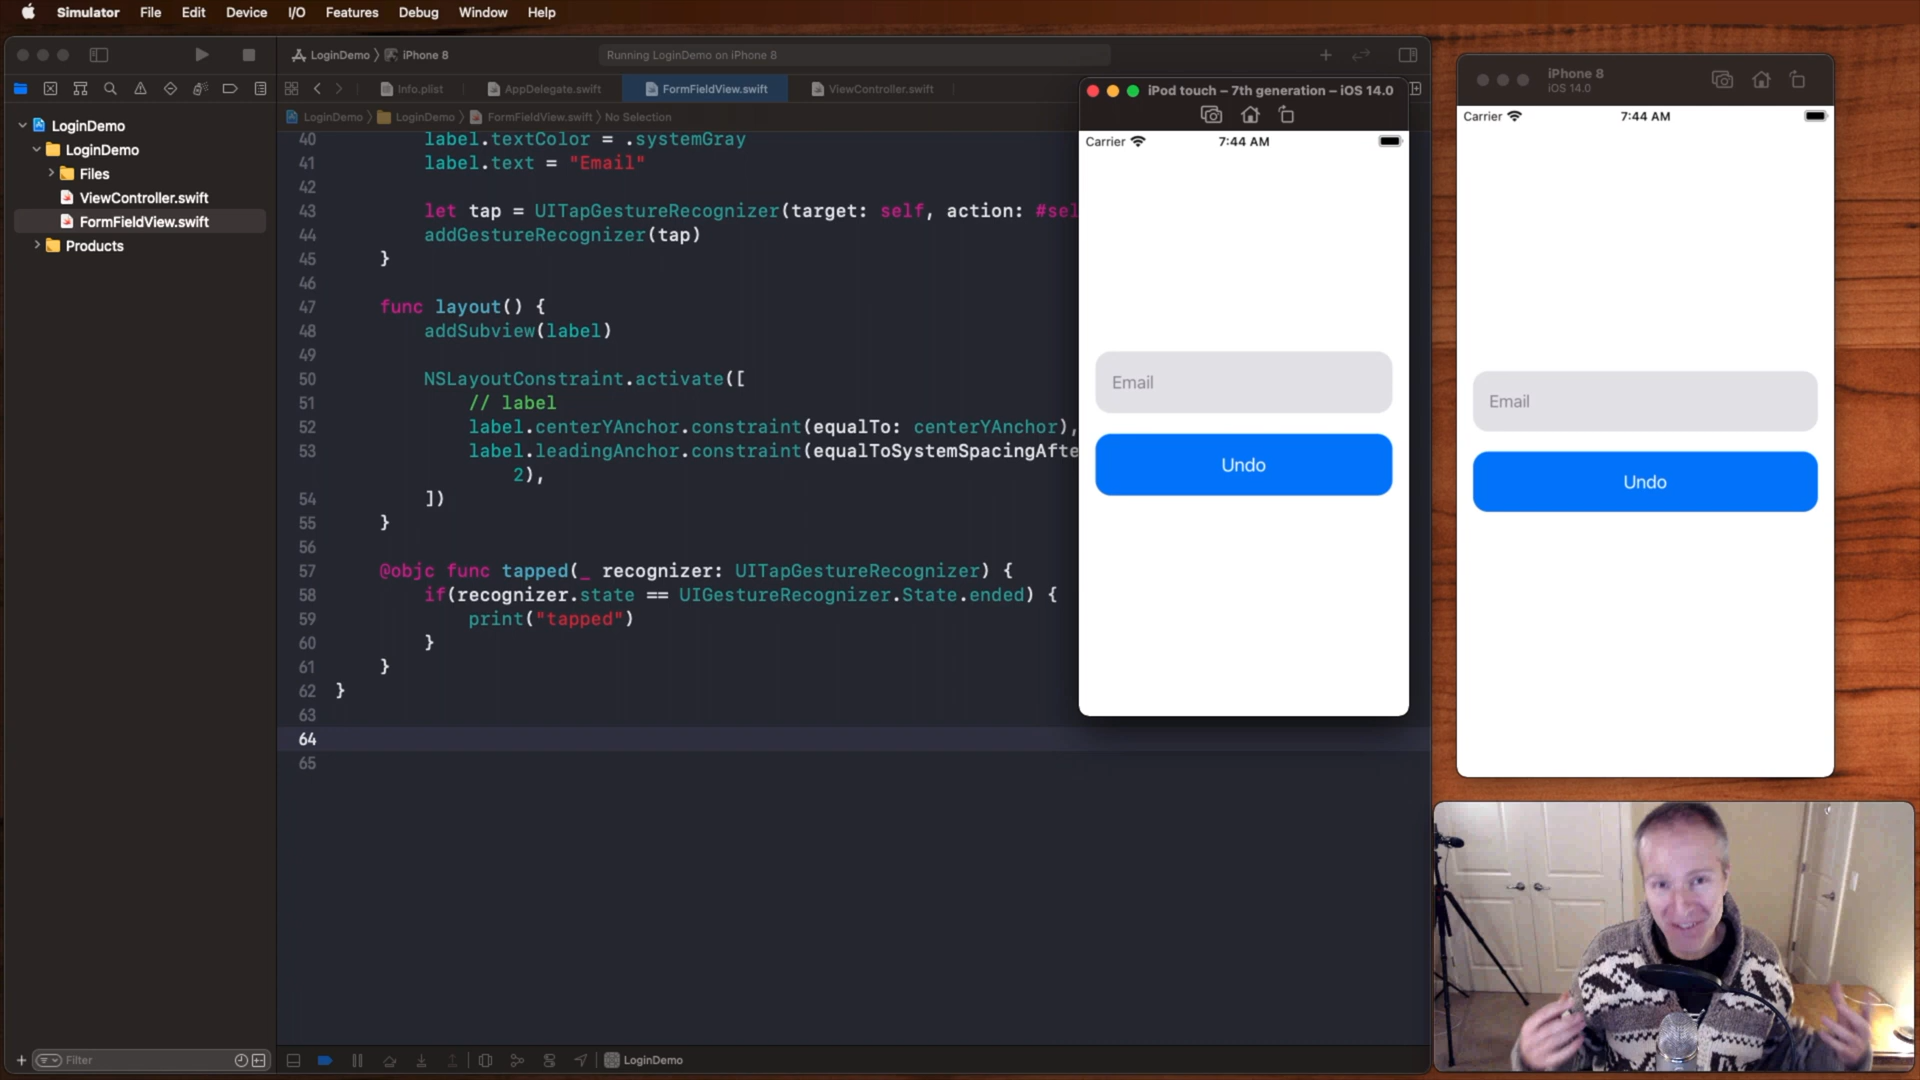 Simulator File Edit Device I/O Features Debug Window Help
LoginDemo 〉 iPhone 8
Running LoginDemo on iPhone 8
Info.plist
AppDelegate.swift
FormFieldView.swift
ViewController.swift
LoginDemo 〉 LoginDemo 〉 FormFieldView.swift 〉 No Selection
LoginDemo
LoginDemo
Files
ViewController.swift
FormFieldView.swift
Products
40 label.textColor = .systemGray
41 label.text = "Email"
42
43 let tap = UITapGestureRecognizer(target: self, action: #sel
44 addGestureRecognizer(tap)
45 }
46
47 func layout() {
48 addSubview(label)
49
50 NSLayoutConstraint.activate([
51 // label
52 label.centerYAnchor.constraint(equalTo: centerYAnchor),
53 label.leadingAnchor.constraint(equalToSystemSpacingAfte
2),
54 ])
55 }
56
57 @objc func tapped(_ recognizer: UITapGestureRecognizer) {
58 if(recognizer.state == UIGestureRecognizer.State.ended) {
59 print("tapped")
60 }
61 }
62 }
63
64
65
Filter
LoginDemo
iPod touch – 7th generation – iOS 14.0
Carrier 7:44 AM
Email
Undo
iPhone 8
iOS 14.0
Carrier 7:44 AM
Email
Undo